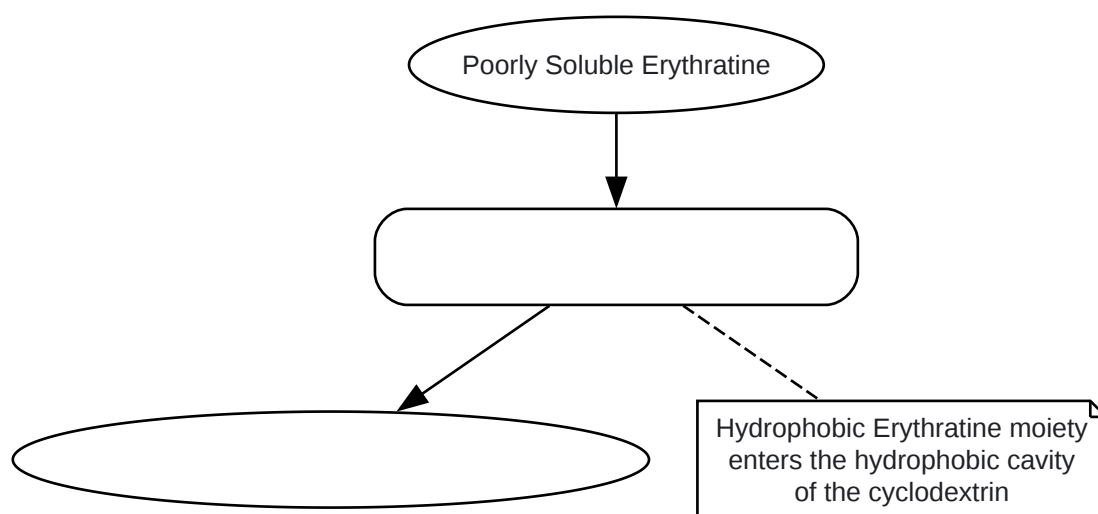 Poorly Soluble Erythratine
Hydrophobic Erythratine moiety
enters the hydrophobic cavity
of the cyclodextrin